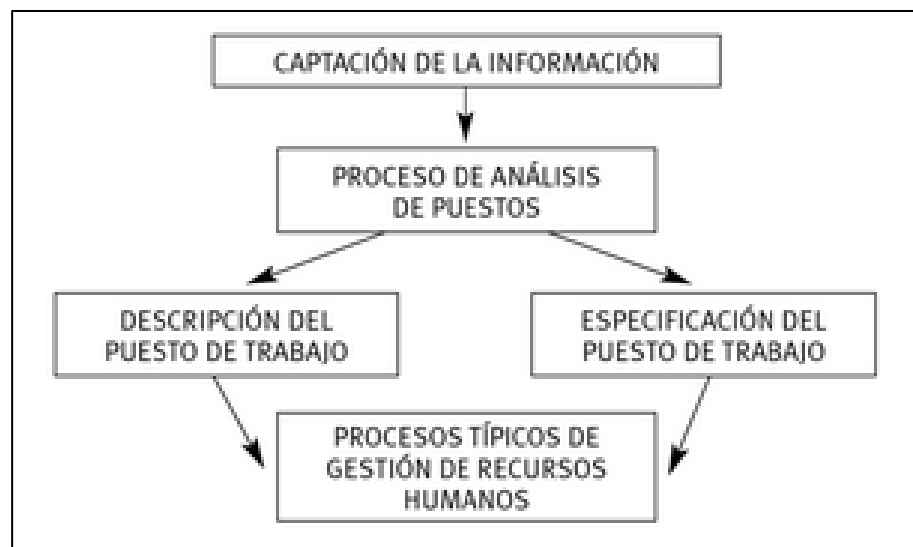 CAPTACIÓN DE LA INFORMACIÓN
PROCESO DE ANÁLISIS
DE PUESTOS
DESCRIPCIÓN DEL
PUESTO DE TRABAJO
ESPECIFICACIÓN DEL
PUESTO DE TRABAJO
PROCESOS TÍPICOS DE
GESTIÓN DE RECURSOS
HUMANOS